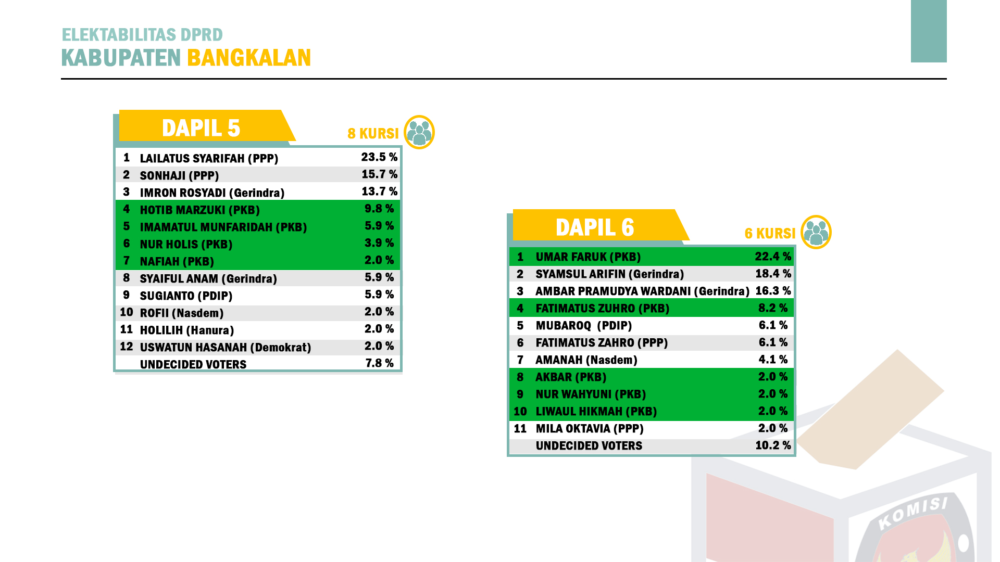 ELEKTABILITAS DPRD
KABUPATEN BANGKALAN
DAPIL 5
8 KURSI
1 LAILATUS SYARIFAH (PPP) 23.5 %
2 SONHAJI (PPP) 15.7 %
3 IMRON ROSYADI (Gerindra) 13.7 %
4 HOTIB MARZUKI (PKB) 9.8 %
5 IMAMATUL MUNFARIDAH (PKB) 5.9 %
6 NUR HOLIS (PKB) 3.9 %
7 NAFIAH (PKB) 2.0 %
8 SYAIFUL ANAM (Gerindra) 5.9 %
9 SUGIANTO (PDIP) 5.9 %
10 ROFII (Nasdem) 2.0 %
11 HOLILIH (Hanura) 2.0 %
12 USWATUN HASANAH (Demokrat) 2.0 %
UNDECIDED VOTERS 7.8 %
DAPIL 6
6 KURSI
1 UMAR FARUK (PKB) 22.4 %
2 SYAMSUL ARIFIN (Gerindra) 18.4 %
3 AMBAR PRAMUDYA WARDANI (Gerindra) 16.3 %
4 FATIMATUS ZUHRO (PKB) 8.2 %
5 MUBAROQ (PDIP) 6.1 %
6 FATIMATUS ZAHRO (PPP) 6.1 %
7 AMANAH (Nasdem) 4.1 %
8 AKBAR (PKB) 2.0 %
9 NUR WAHYUNI (PKB) 2.0 %
10 LIWAUL HIKMAH (PKB) 2.0 %
11 MILA OKTAVIA (PPP) 2.0 %
UNDECIDED VOTERS 10.2 %
KOMISI